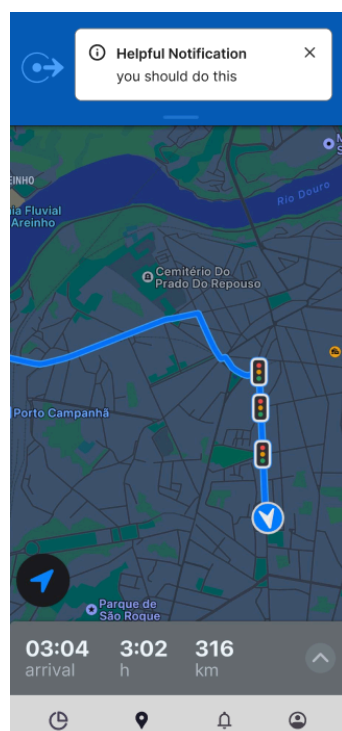 Helpful Notification
you should do this
Rio Douro
ia Fluvial
Areinho
Cemitério Do
Prado Do Repouso
Porto Campanhã
Parque de
São Roque
03:04 3:02 316
arrival h km